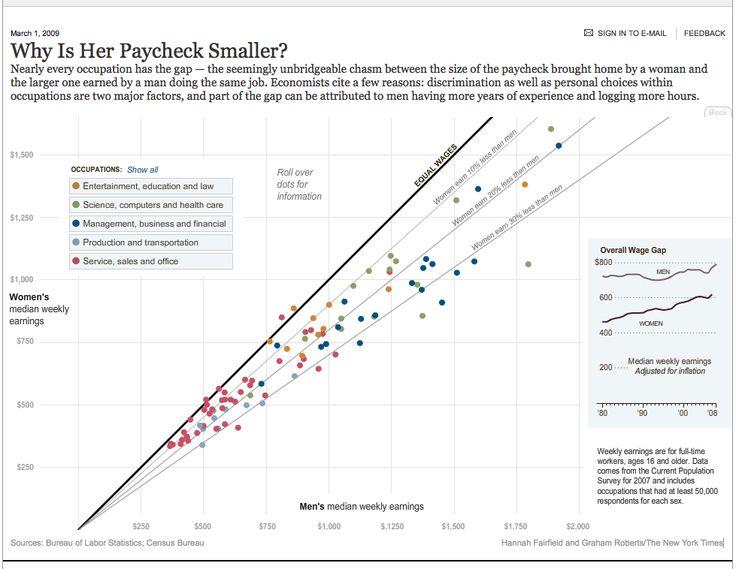 March 1, 2009
SIGN IN TO E-MAIL
FEEDBACK
Why Is Her Paycheck Smaller?
Nearly every occupation has the gap — the seemingly unbridgeable chasm between the size of the paycheck brought home by a woman and
the larger one earned by a man doing the same job. Economists cite a few reasons: discrimination as well as personal choices within
occupations are two major factors, and part of the gap can be attributed to men having more years of experience and logging more hours.
Block
$1,500
$1,250
$1,000
$750
$500
$250
Women's
median weekly
earnings
OCCUPATIONS: Show all
Entertainment, education and law
Science, computers and health care
Management, business and financial
Production and transportation
Service, sales and office
Roll over
dots for
information
EQUAL WAGES
Women earn 10% less than men
Women earn 20% less than men
Women earn 30% less than men
Men's median weekly earnings
$250
$500
$750
$1,000
$1,250
$1,500
$1,750
$2,000
Overall Wage Gap
$800
MEN
600
WOMEN
400
200
Median weekly earnings
Adjusted for inflation
'80
'90
'00
'08
Weekly earnings are for full-time
workers, ages 16 and older. Data
comes from the Current Population
Survey for 2007 and includes
occupations that had at least 50,000
respondents for each sex.
Sources: Bureau of Labor Statistics; Census Bureau
Hannah Fairfield and Graham Roberts/The New York Times